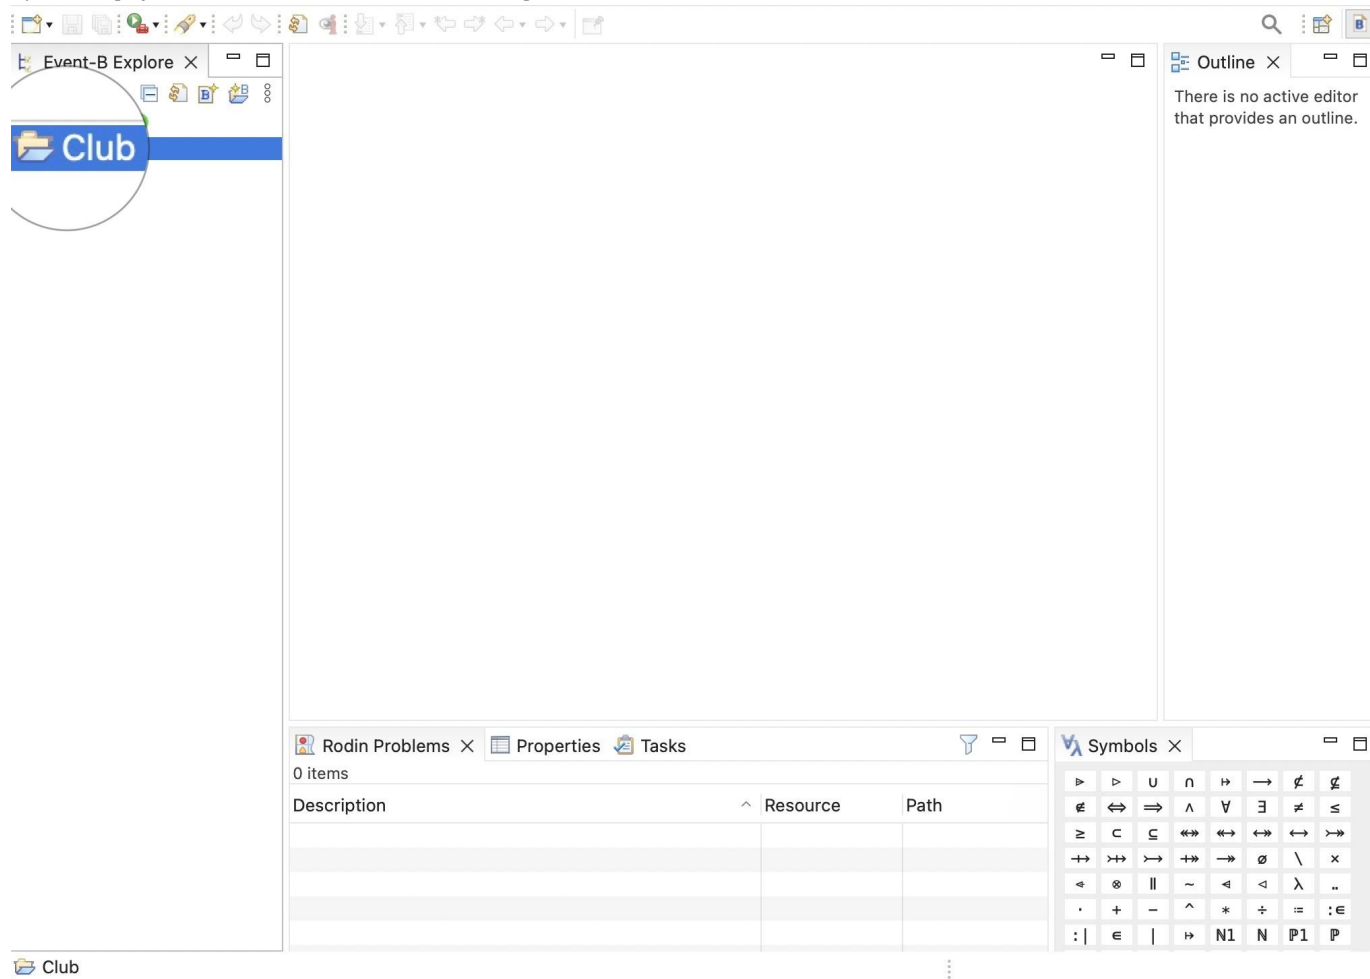 Event-B Explore
Outline
There is no active editor
that provides an outline.
Club
Rodin Problems
Properties
Tasks
0 items
Description
Resource
Path
Symbols
∪ ∩ ↦ → ⊄ ⊈
∉ ⇔ ⇒ ∧ ∀ ∃ ≠ ≤
≥ ⊂ ⊆ ↔ ↠
⇸ ⤔ ↣ ⤀ ↠ ∅ \ ×
⊗ ∥ ∼ ⩤ ◁ λ ‥
· + − ^ ∗ ÷ ≔ :∈
:∣ ∈ ∣ ↦ ℕ1 ℕ ℙ1 ℙ
Club